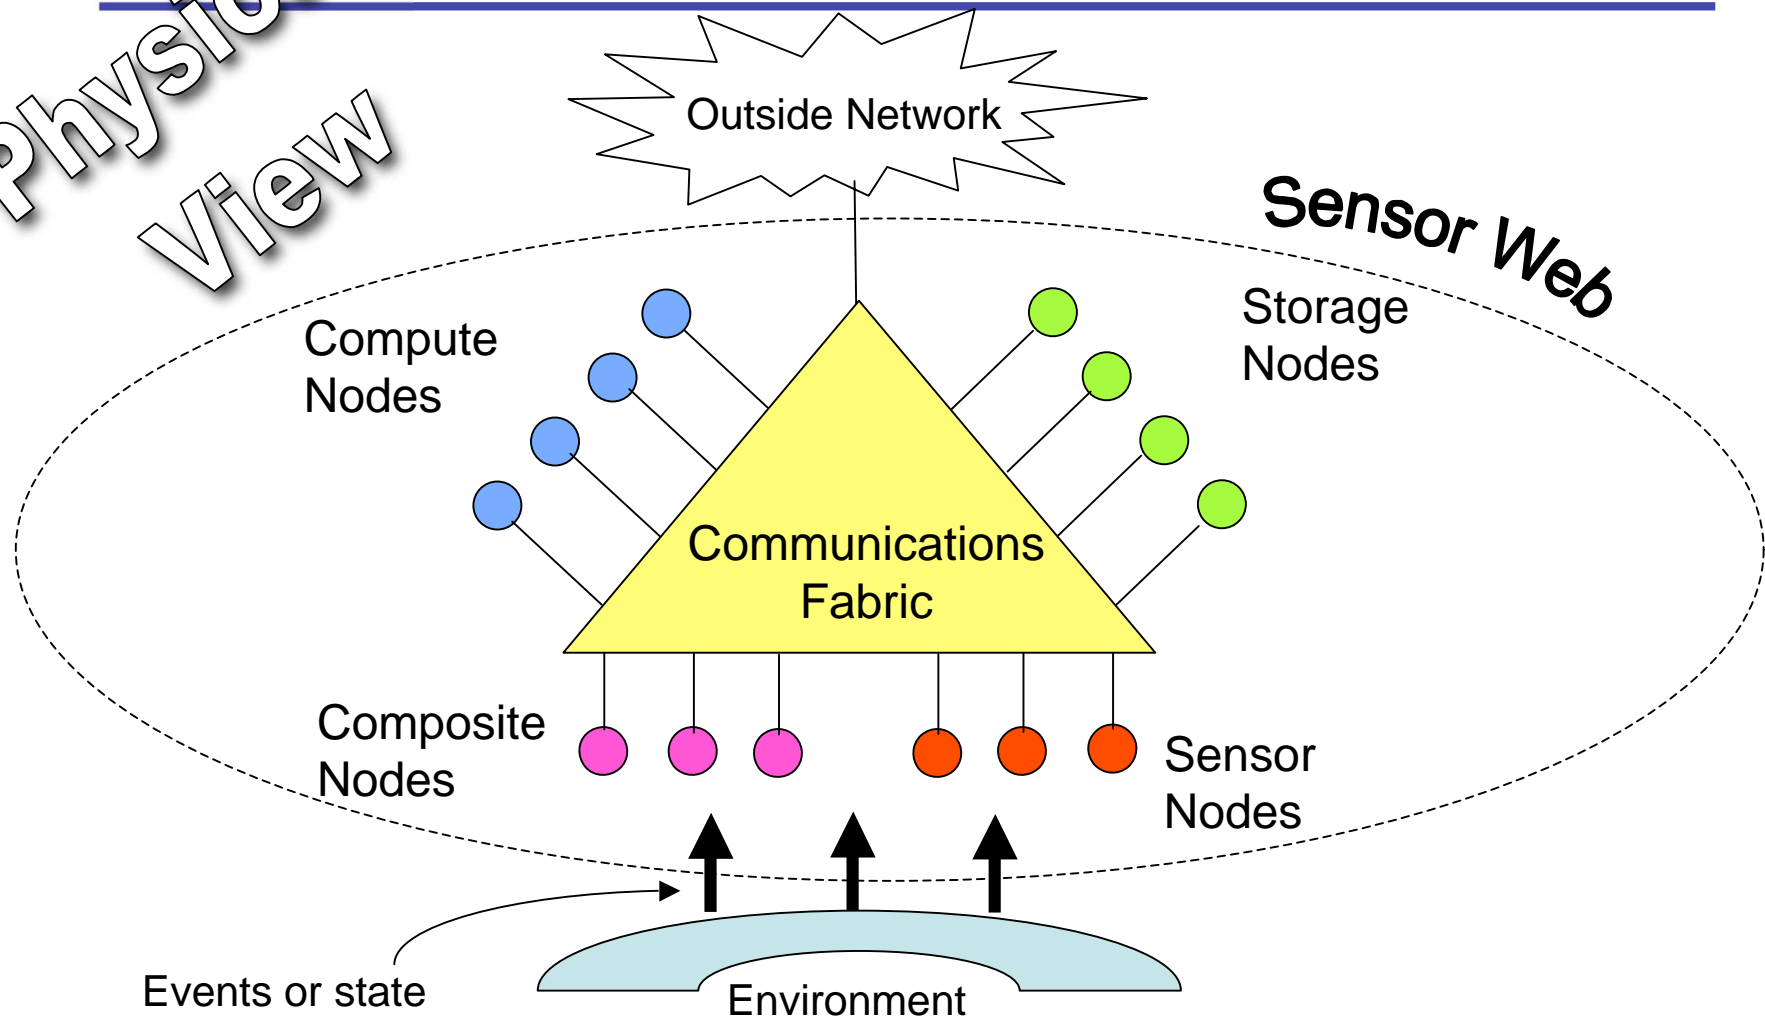 View
Outside Network
Sensor Web
Compute
Nodes
Storage
Nodes
Communications
Fabric
Composite
Nodes
Sensor
Nodes
Events or state
Environment